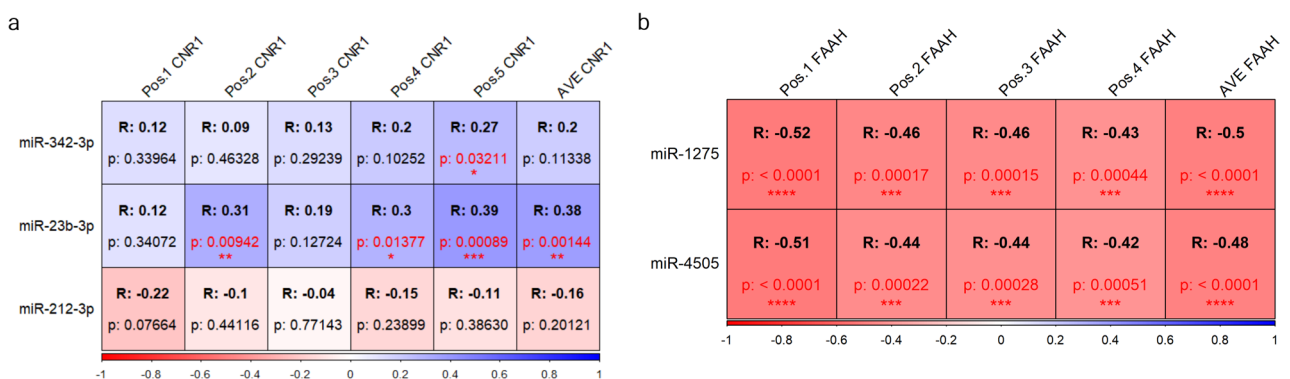 a
Pos.1 CNR1 Pos.2 CNR1 Pos.3 CNR1 Pos.4 CNR1 Pos.5 CNR1 AVE CNR1
miR-342-3p
R: 0.12 R: 0.09 R: 0.13 R: 0.2 R: 0.27 R: 0.2
p: 0.33964 p: 0.46328 p: 0.29239 p: 0.10252 p: 0.03211 p: 0.11338
*
miR-23b-3p
R: 0.12 R: 0.31 R: 0.19 R: 0.3 R: 0.39 R: 0.38
p: 0.34072 p: 0.00942 p: 0.12724 p: 0.01377 p: 0.00089 p: 0.00144
** * *** **
miR-212-3p
R: -0.22 R: -0.1 R: -0.04 R: -0.15 R: -0.11 R: -0.16
p: 0.07664 p: 0.44116 p: 0.77143 p: 0.23899 p: 0.38630 p: 0.20121
-1 -0.8 -0.6 -0.4 -0.2 0 0.2 0.4 0.6 0.8 1
b
Pos.1 FAAH Pos.2 FAAH Pos.3 FAAH Pos.4 FAAH AVE FAAH
miR-1275
R: -0.52 R: -0.46 R: -0.46 R: -0.43 R: -0.5
p: < 0.0001 p: 0.00017 p: 0.00015 p: 0.00044 p: < 0.0001
**** *** *** *** ****
miR-4505
R: -0.51 R: -0.44 R: -0.44 R: -0.42 R: -0.48
p: < 0.0001 p: 0.00022 p: 0.00028 p: 0.00051 p: < 0.0001
**** *** *** *** ****
-1 -0.8 -0.6 -0.4 -0.2 0 0.2 0.4 0.6 0.8 1